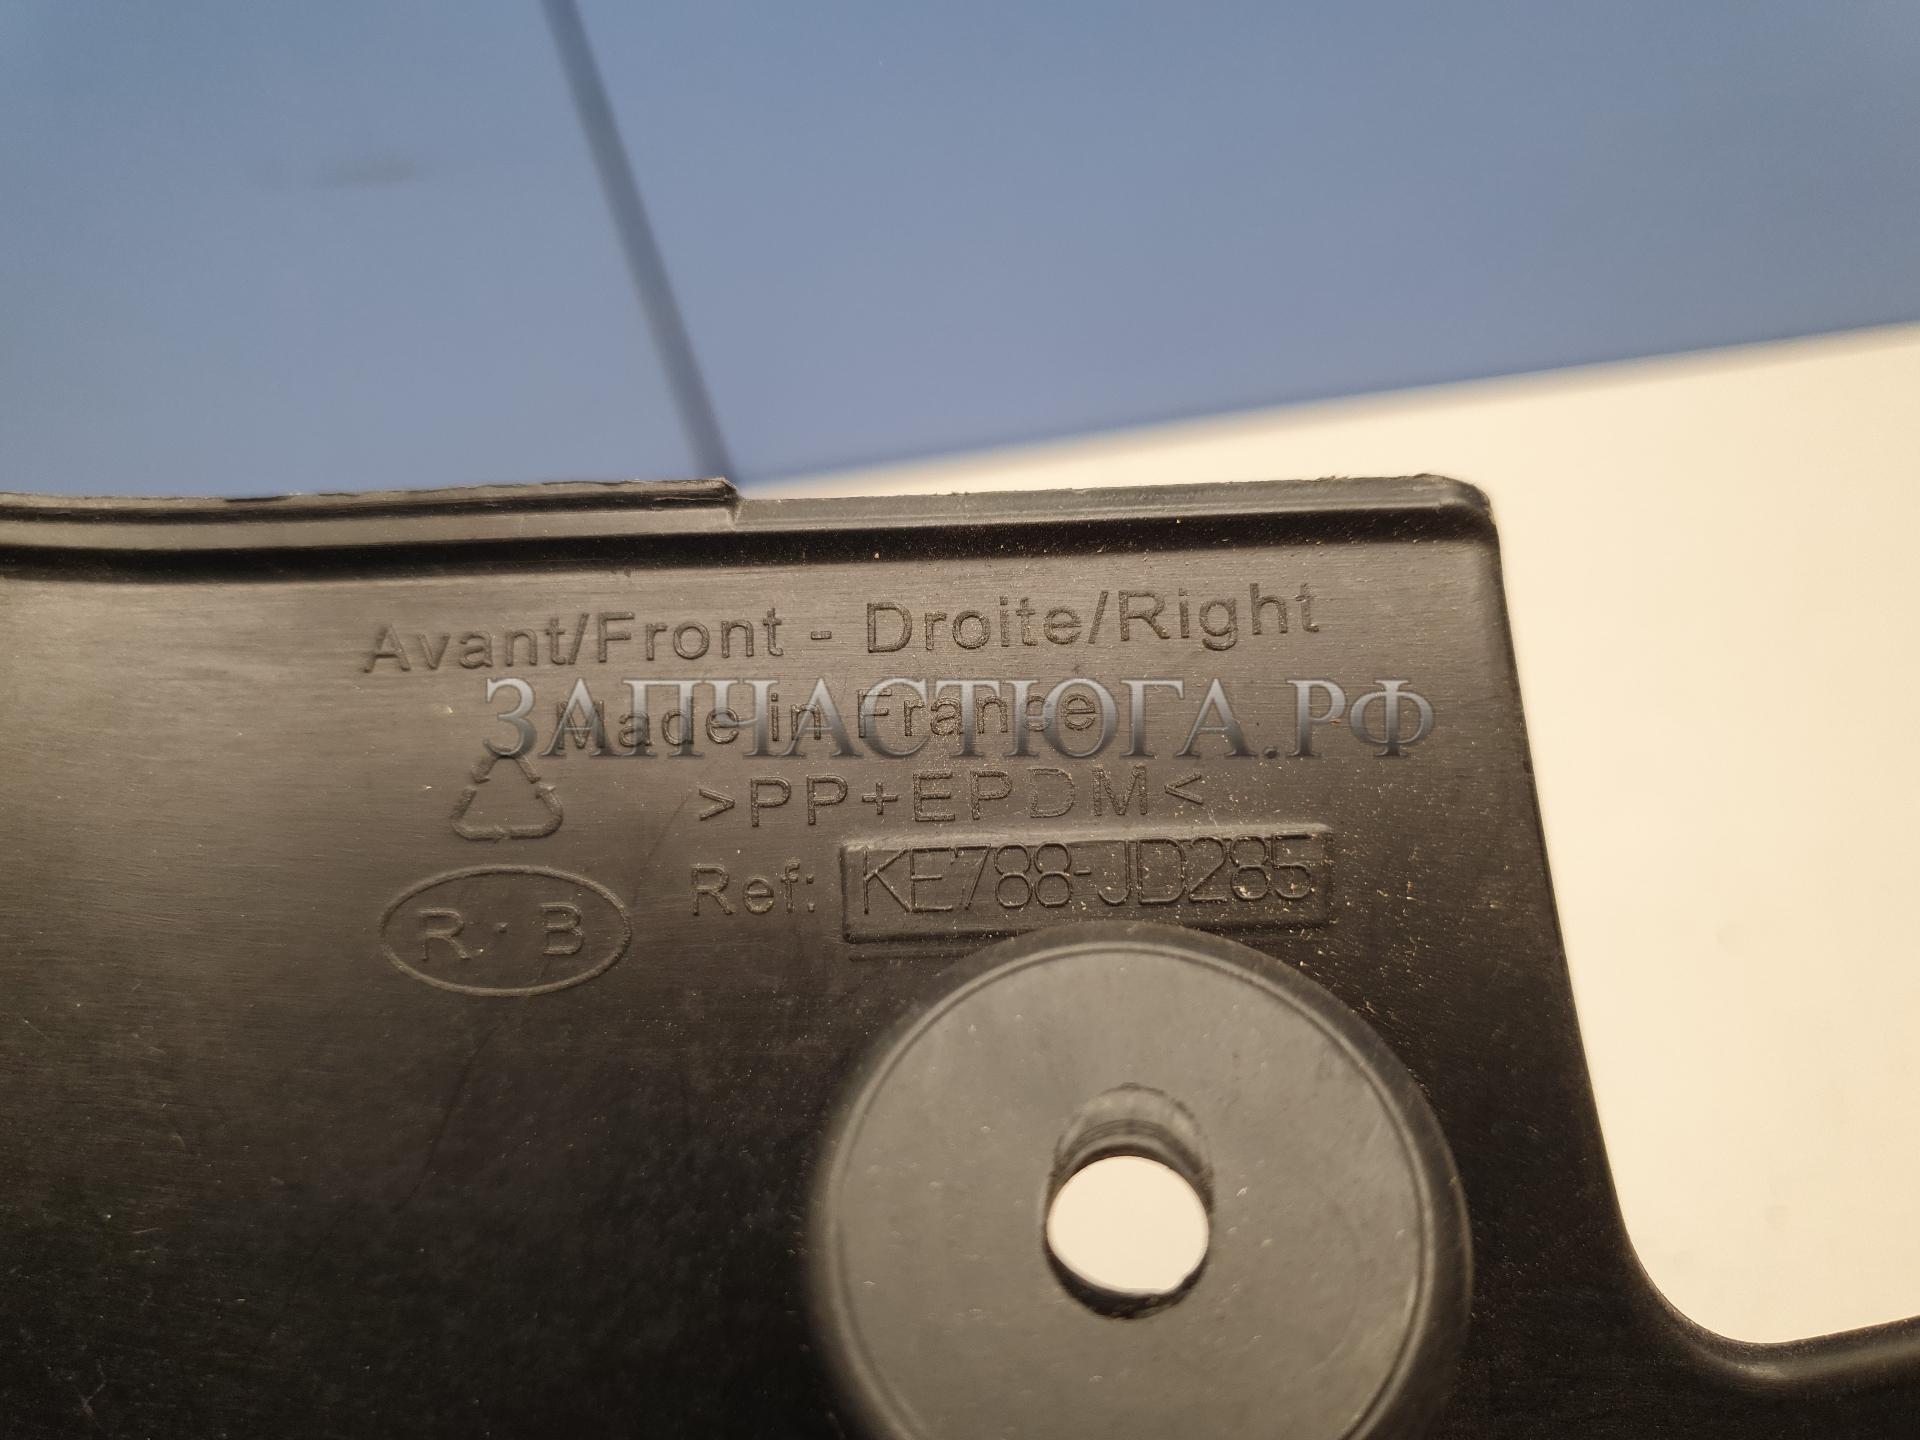 Avant/Front - Droite/Right
Made in France
ЗАПЧАСТЮГА.РФ
>PP+EPDM<
Ref: KE788-JD285
R·B